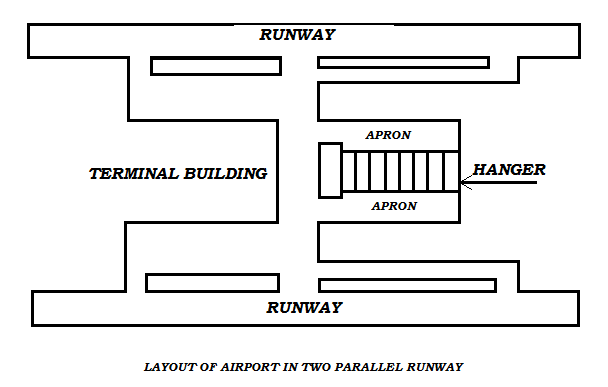 RUNWAY
APRON
TERMINAL BUILDING
HANGER
APRON
RUNWAY
LAYOUT OF AIRPORT IN TWO PARALLEL RUNWAY